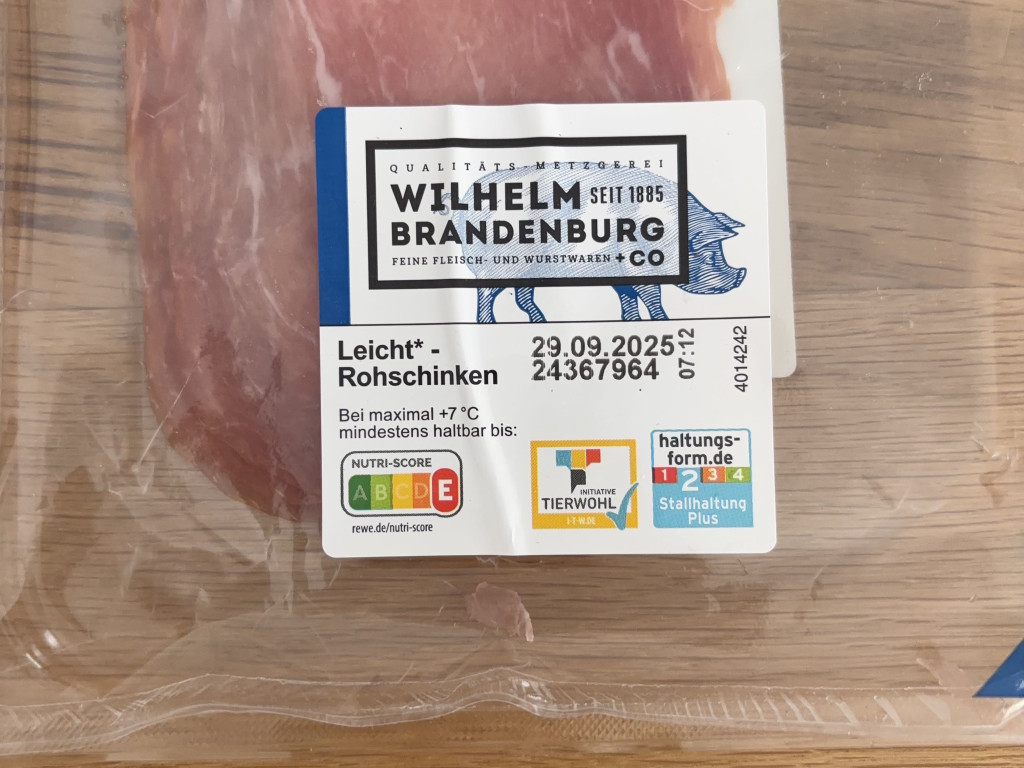 QUALITÄTS-METZGEREI
WILHELM SEIT 1885
BRANDENBURG
FEINE FLEISCH- UND WURSTWAREN + CO
Leicht* -
Rohschinken
29.09.2025
24367964
07:12
4014242
Bei maximal +7 °C
mindestens haltbar bis:
NUTRI-SCORE
A B C D E
rewe.de/nutri-score
INITIATIVE
TIERWOHL
I-T-W.DE
haltungs-
form.de
1 2 3 4
Stallhaltung
Plus